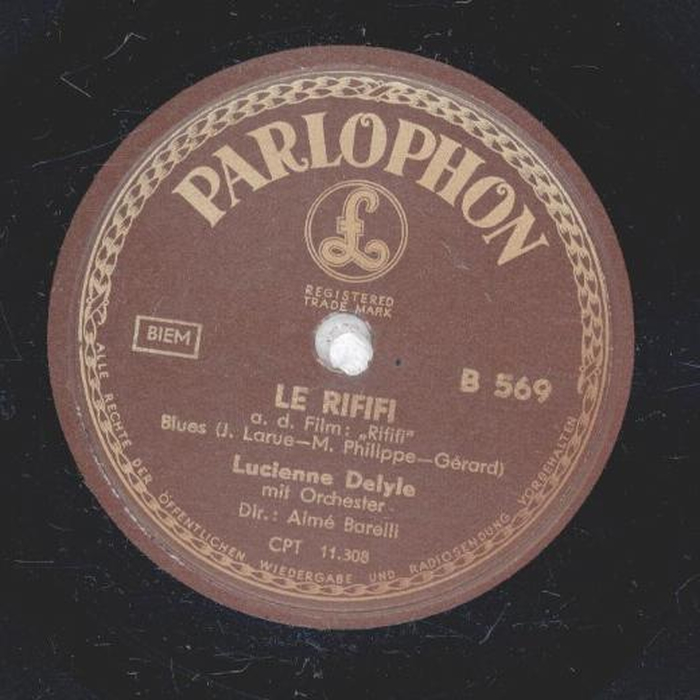 PARLOPHON
£
REGISTERED
TRADE MARK
BIEM
B 569
LE RIFIFI
a. d. Film: „Rififi"
Blues (J. Larue—M. Philippe—Gérard)
Lucienne Delyle
mit Orchester
Dir.: Aimé Barelli
CPT 11.308
ALLE RECHTE DER ÖFFENTLICHEN WIEDERGABE UND RADIOSENDUNG VORBEHALTEN